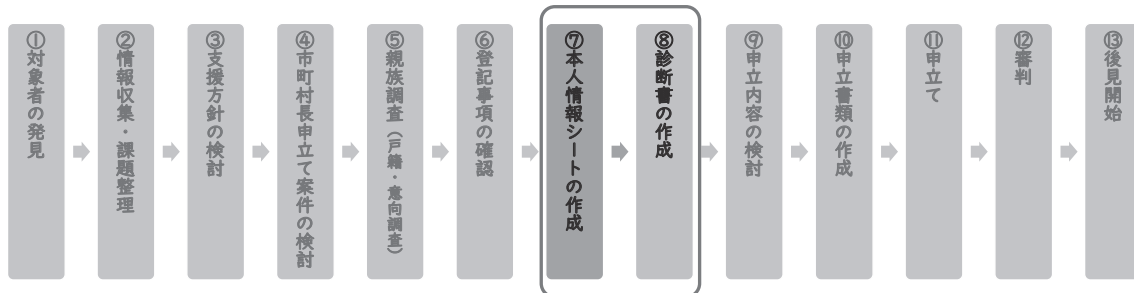 ①対象者の発見
②情報収集・課題整理
③支援方針の検討
④市町村長申立て案件の検討
⑤親族調査（戸籍・意向調査）
⑥登記事項の確認
⑦本人情報シートの作成
⑧診断書の作成
⑨申立内容の検討
⑩申立書類の作成
⑪申立て
⑫審判
⑬後見開始